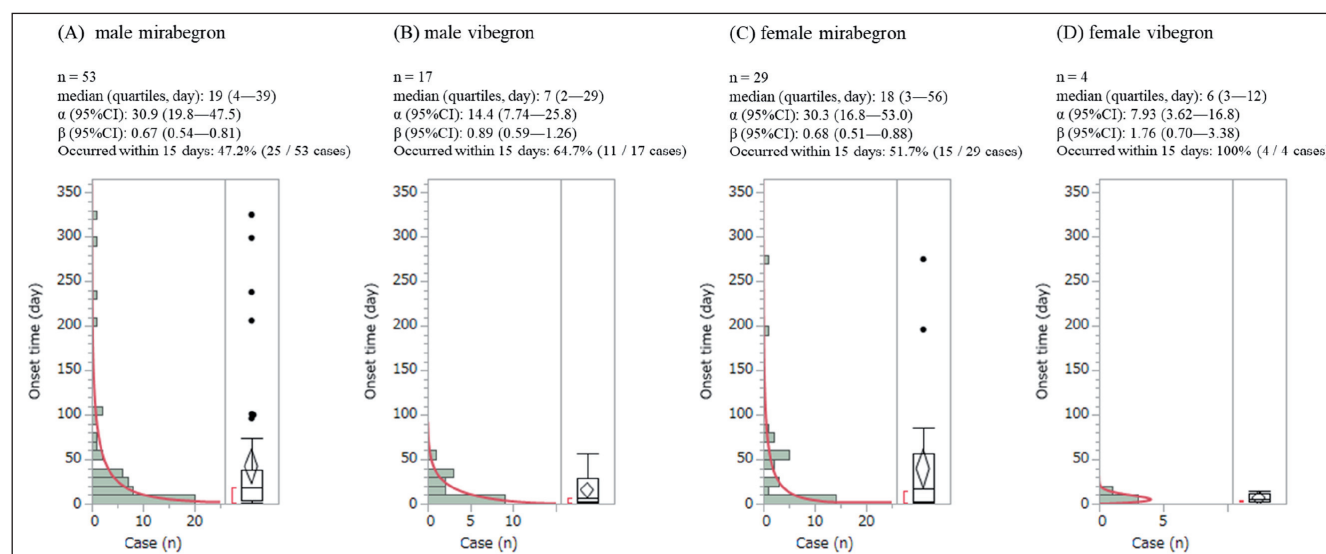 (A) male mirabegron
n = 53
median (quartiles, day): 19 (4—39)
α (95%CI): 30.9 (19.8—47.5)
β (95%CI): 0.67 (0.54—0.81)
Occurred within 15 days: 47.2% (25 / 53 cases)
350
300
250
200
150
100
50
0
Onset time (day)
0 10 20
Case (n)
(B) male vibegron
n = 17
median (quartiles, day): 7 (2—29)
α (95%CI): 14.4 (7.74—25.8)
β (95%CI): 0.89 (0.59—1.26)
Occurred within 15 days: 64.7% (11 / 17 cases)
350
300
250
200
150
100
50
0
Onset time (day)
0 5 10
Case (n)
(C) female mirabegron
n = 29
median (quartiles, day): 18 (3—56)
α (95%CI): 30.3 (16.8—53.0)
β (95%CI): 0.68 (0.51—0.88)
Occurred within 15 days: 51.7% (15 / 29 cases)
350
300
250
200
150
100
50
0
Onset time (day)
0 10 20
Case (n)
(D) female vibegron
n = 4
median (quartiles, day): 6 (3—12)
α (95%CI): 7.93 (3.62—16.8)
β (95%CI): 1.76 (0.70—3.38)
Occurred within 15 days: 100% (4 / 4 cases
350
300
250
200
150
100
50
0
Onset time (day)
0 5
Case (n)